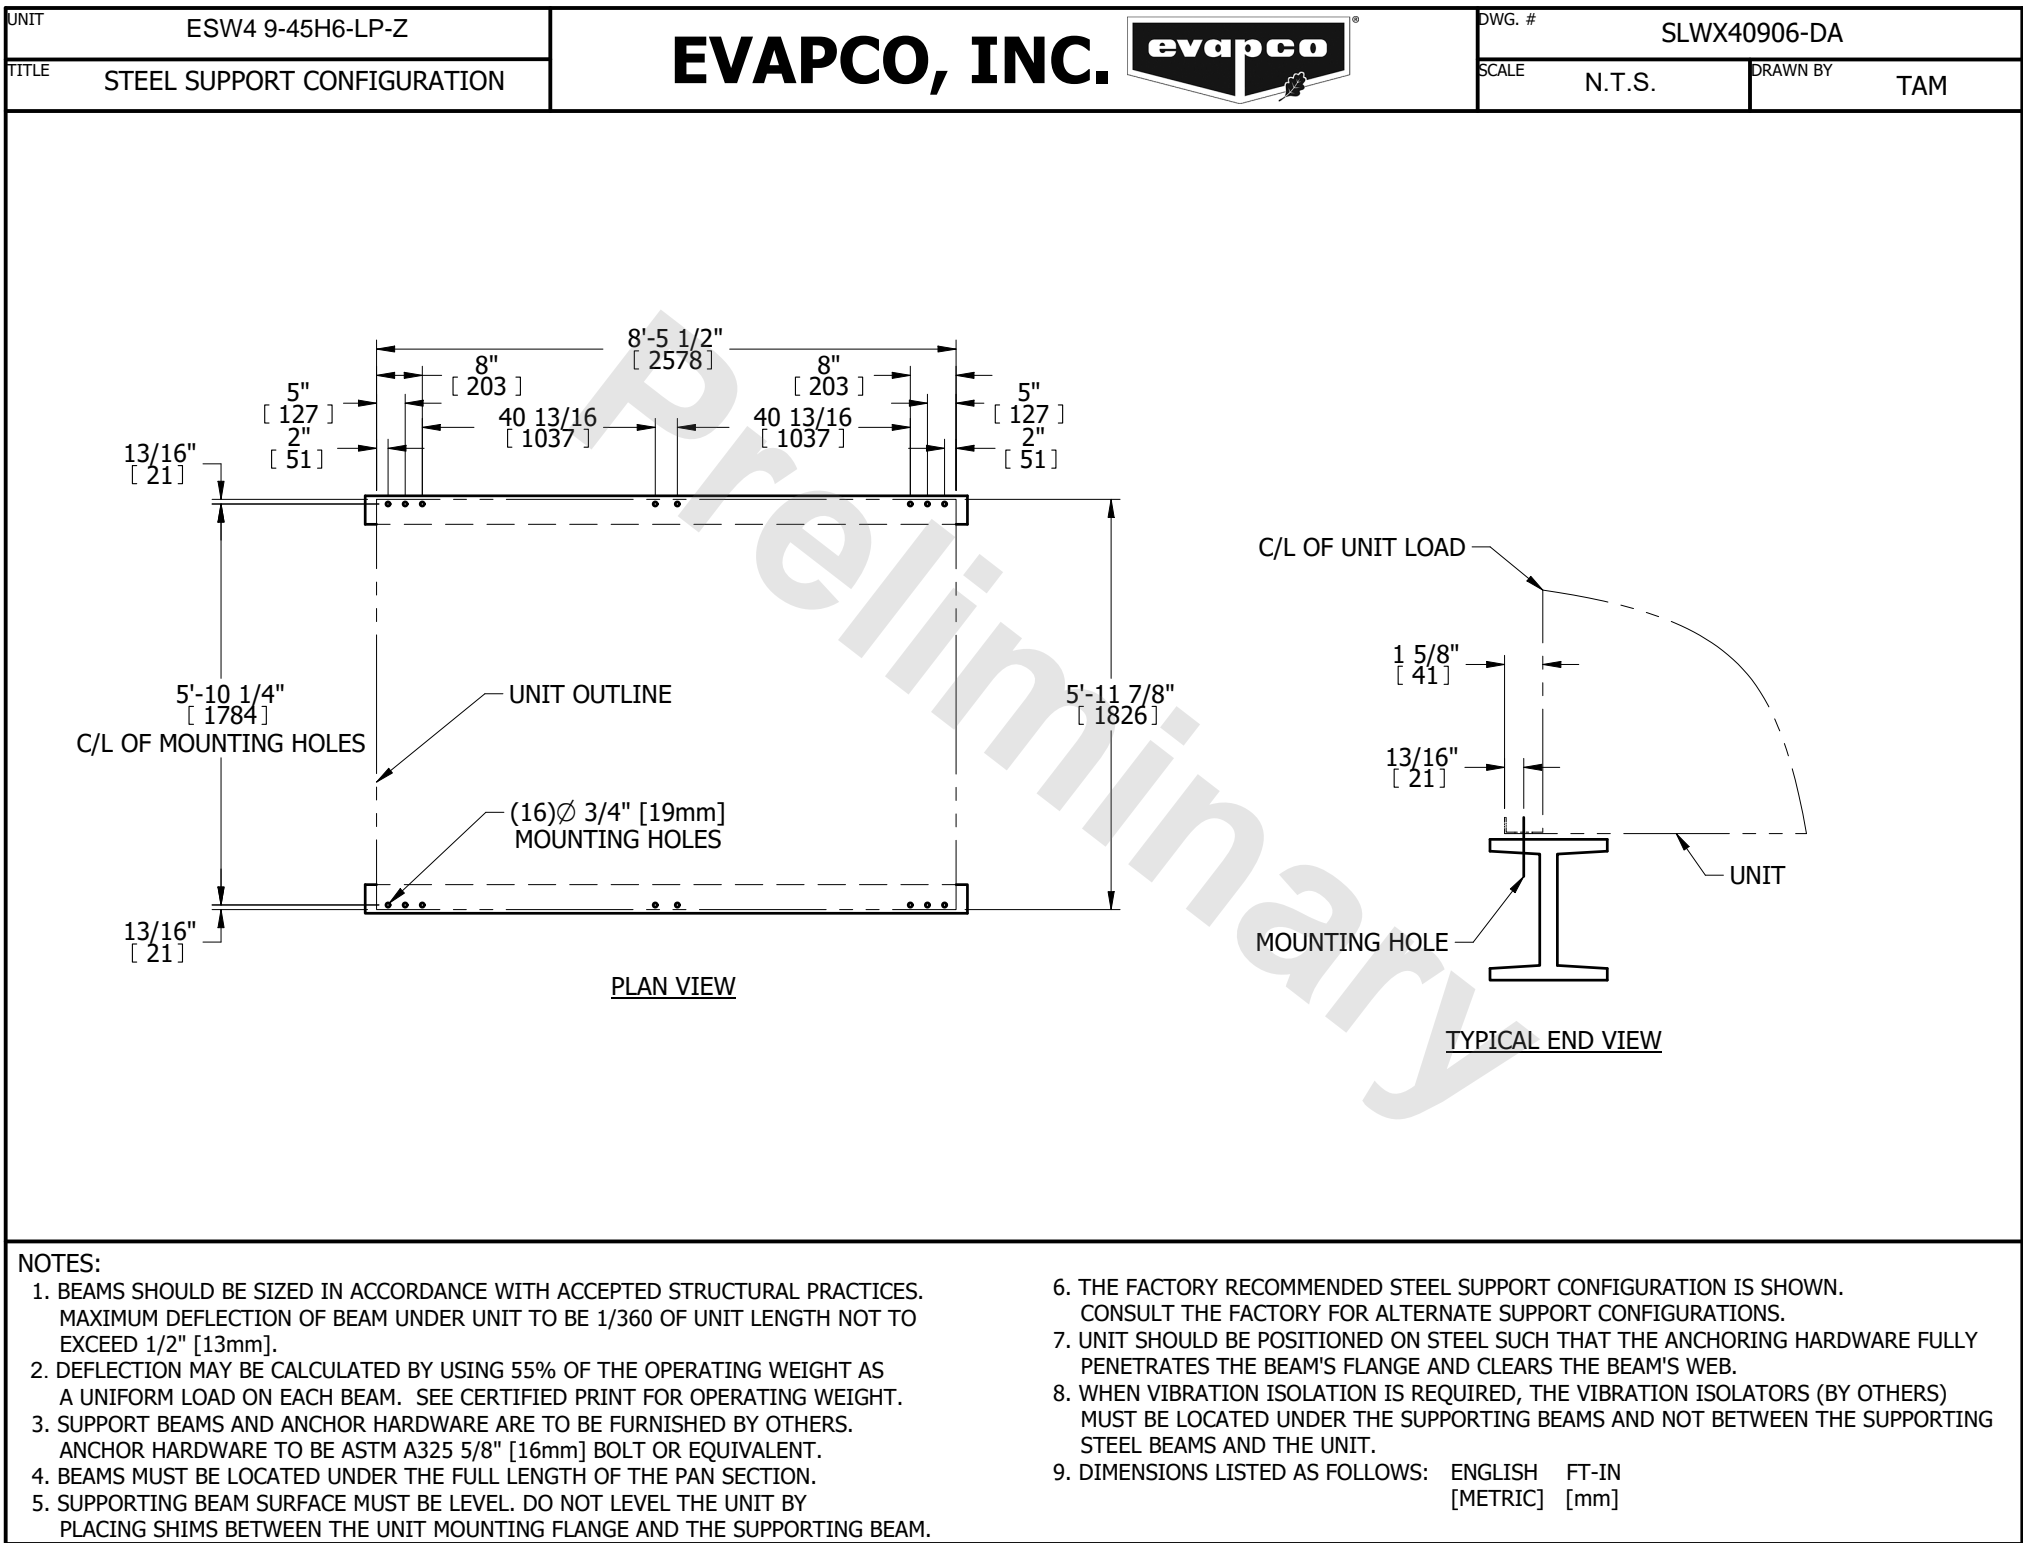 UNIT
ESW4 9-45H6-LP-Z
TITLE
STEEL SUPPORT CONFIGURATION
EVAPCO, INC.
evapco
®
DWG. #
SLWX40906-DA
SCALE
N.T.S.
DRAWN BY
TAM
8'-5 1/2"
[ 2578 ]
8"
[ 203 ]
8"
[ 203 ]
5"
[ 127 ]
5"
[ 127 ]
40 13/16
[ 1037 ]
40 13/16
[ 1037 ]
2"
[ 51 ]
2"
[ 51 ]
13/16"
[ 21 ]
5'-10 1/4"
[ 1784 ]
C/L OF MOUNTING HOLES
UNIT OUTLINE
5'-11 7/8"
[ 1826 ]
(16)∅ 3/4" [19mm]
MOUNTING HOLES
13/16"
[ 21 ]
PLAN VIEW
C/L OF UNIT LOAD
1 5/8"
[ 41 ]
13/16"
[ 21 ]
UNIT
MOUNTING HOLE
TYPICAL END VIEW
Preliminary
NOTES:
1. BEAMS SHOULD BE SIZED IN ACCORDANCE WITH ACCEPTED STRUCTURAL PRACTICES.
MAXIMUM DEFLECTION OF BEAM UNDER UNIT TO BE 1/360 OF UNIT LENGTH NOT TO
EXCEED 1/2" [13mm].
2. DEFLECTION MAY BE CALCULATED BY USING 55% OF THE OPERATING WEIGHT AS
A UNIFORM LOAD ON EACH BEAM. SEE CERTIFIED PRINT FOR OPERATING WEIGHT.
3. SUPPORT BEAMS AND ANCHOR HARDWARE ARE TO BE FURNISHED BY OTHERS.
ANCHOR HARDWARE TO BE ASTM A325 5/8" [16mm] BOLT OR EQUIVALENT.
4. BEAMS MUST BE LOCATED UNDER THE FULL LENGTH OF THE PAN SECTION.
5. SUPPORTING BEAM SURFACE MUST BE LEVEL. DO NOT LEVEL THE UNIT BY
PLACING SHIMS BETWEEN THE UNIT MOUNTING FLANGE AND THE SUPPORTING BEAM.
6. THE FACTORY RECOMMENDED STEEL SUPPORT CONFIGURATION IS SHOWN.
CONSULT THE FACTORY FOR ALTERNATE SUPPORT CONFIGURATIONS.
7. UNIT SHOULD BE POSITIONED ON STEEL SUCH THAT THE ANCHORING HARDWARE FULLY
PENETRATES THE BEAM'S FLANGE AND CLEARS THE BEAM'S WEB.
8. WHEN VIBRATION ISOLATION IS REQUIRED, THE VIBRATION ISOLATORS (BY OTHERS)
MUST BE LOCATED UNDER THE SUPPORTING BEAMS AND NOT BETWEEN THE SUPPORTING
STEEL BEAMS AND THE UNIT.
9. DIMENSIONS LISTED AS FOLLOWS: ENGLISH FT-IN
[METRIC] [mm]